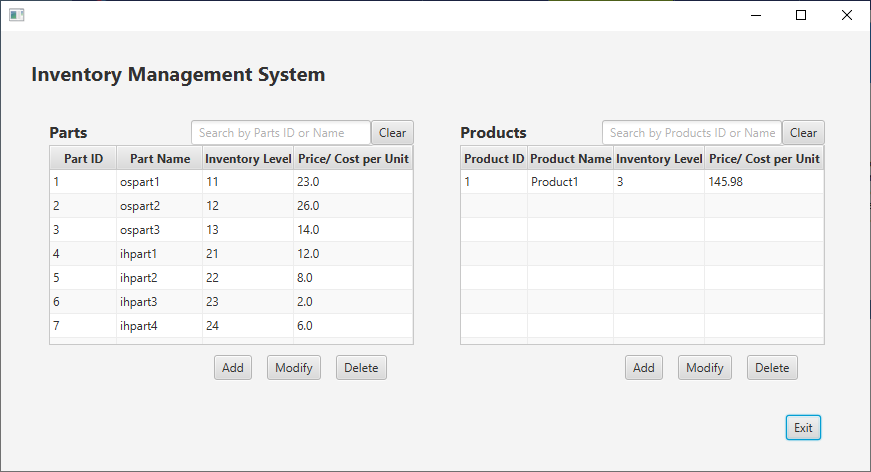 Inventory Management System
Parts Search by Parts ID or Name Clear
Part ID Part Name Inventory Level Price/ Cost per Unit
1 ospart1 11 23.0
2 ospart2 12 26.0
3 ospart3 13 14.0
4 ihpart1 21 12.0
5 ihpart2 22 8.0
6 ihpart3 23 2.0
7 ihpart4 24 6.0
Add Modify Delete
Products Search by Products ID or Name Clear
Product ID Product Name Inventory Level Price/ Cost per Unit
1 Product1 3 145.98
Add Modify Delete
Exit